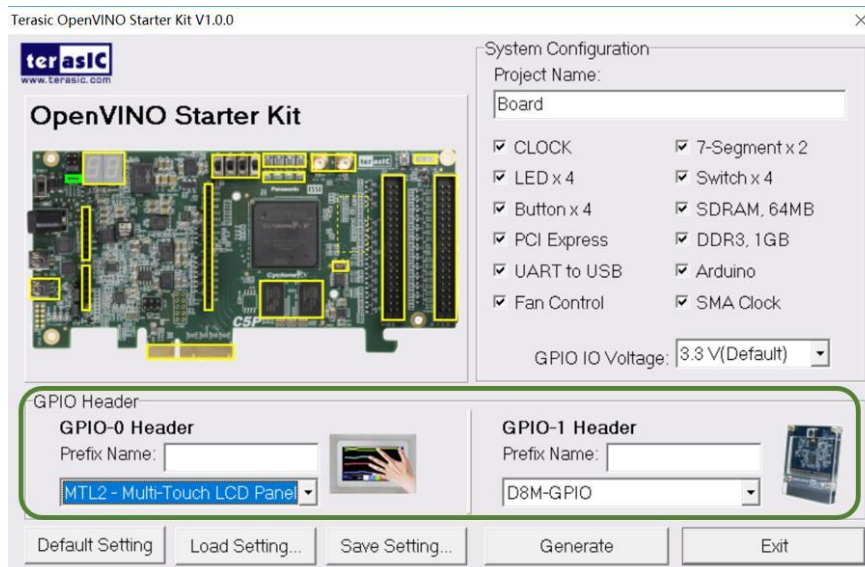 Terasic OpenVINO Starter Kit V1.0.0
terasic
www.terasic.com
OpenVINO Starter Kit
Panasonic
terasic
Cyclone V
C5P
System Configuration
Project Name:
Board
CLOCK
7-Segment x 2
LED x 4
Switch x 4
Button x 4
SDRAM, 64MB
PCI Express
DDR3, 1GB
UART to USB
Arduino
Fan Control
SMA Clock
GPIO IO Voltage: 3.3 V(Default)
GPIO Header
GPIO-0 Header
Prefix Name:
MTL2 - Multi-Touch LCD Panel
GPIO-1 Header
Prefix Name:
D8M-GPIO
Default Setting
Load Setting...
Save Setting...
Generate
Exit